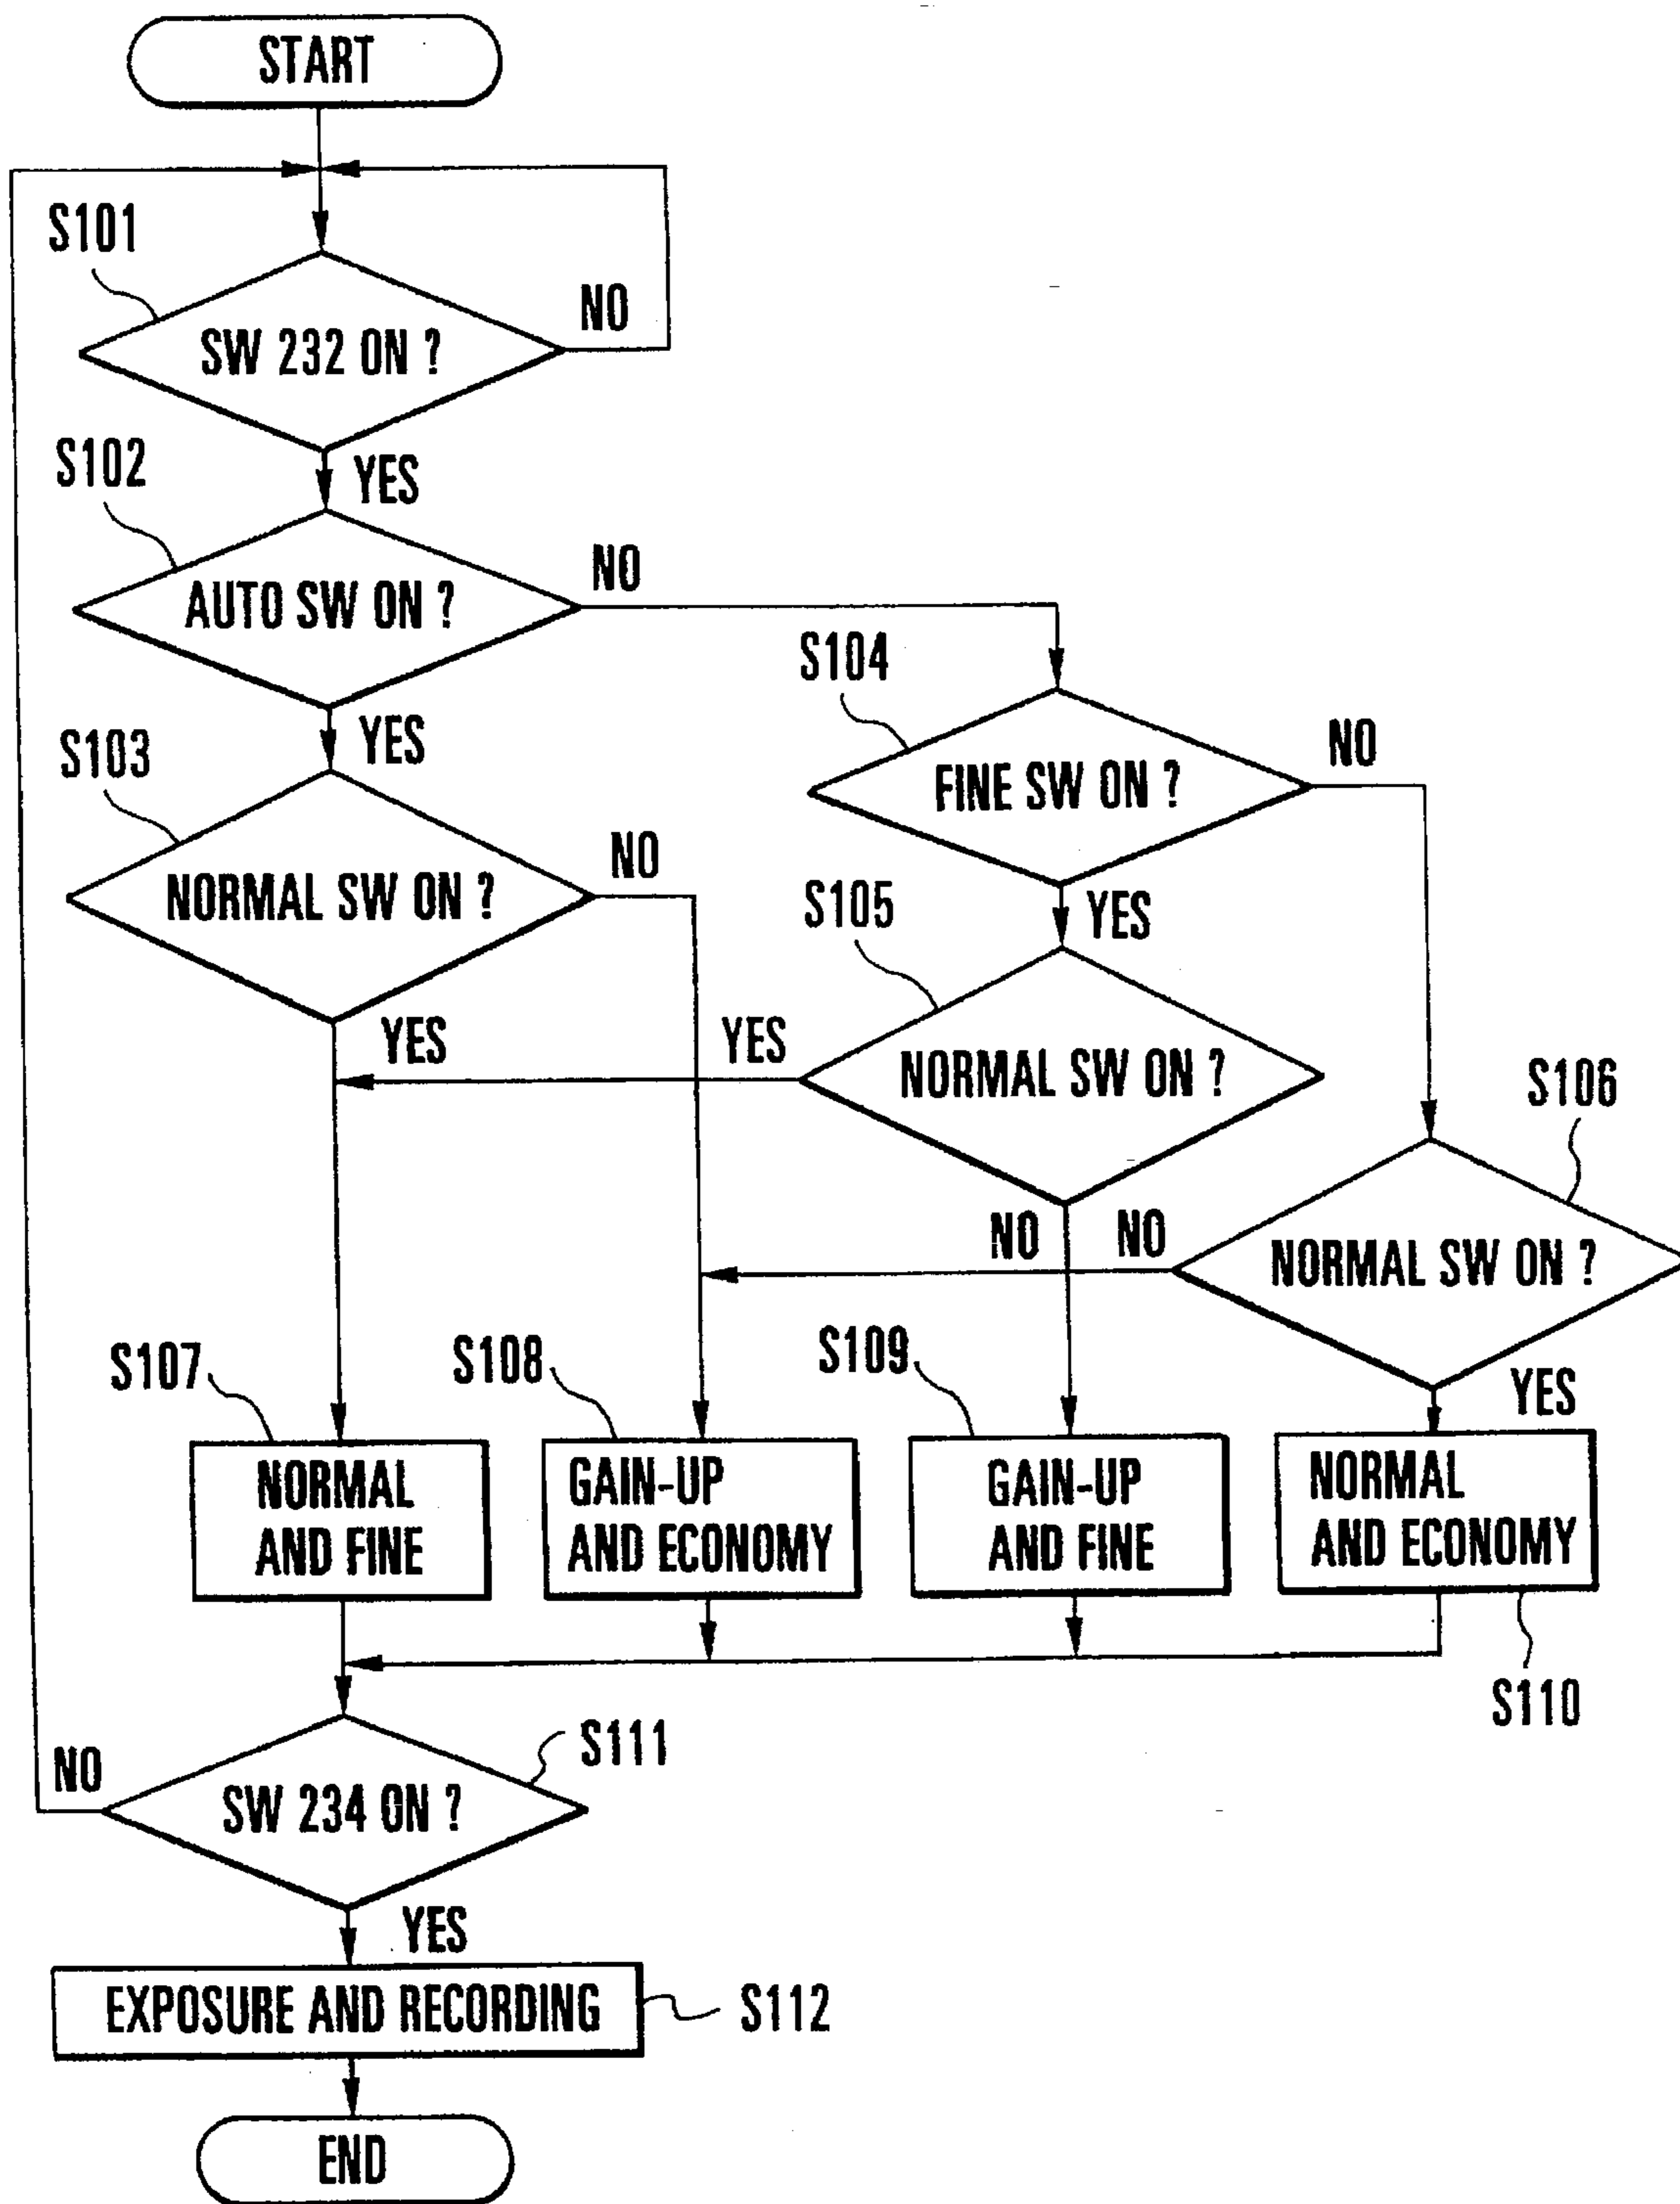 START
S101
SW 232 ON ?
NO
S102
YES
AUTO SW ON ?
NO
S103
YES
NORMAL SW ON ?
NO
YES
S104
FINE SW ON ?
NO
S105
YES
YES
NORMAL SW ON ?
NO
S106
NO
NORMAL SW ON ?
YES
S107
NORMAL
AND FINE
S108
GAIN-UP
AND ECONOMY
S109
GAIN-UP
AND FINE
NORMAL
AND ECONOMY
S110
S111
NO
SW 234 ON ?
YES
EXPOSURE AND RECORDING
S112
END